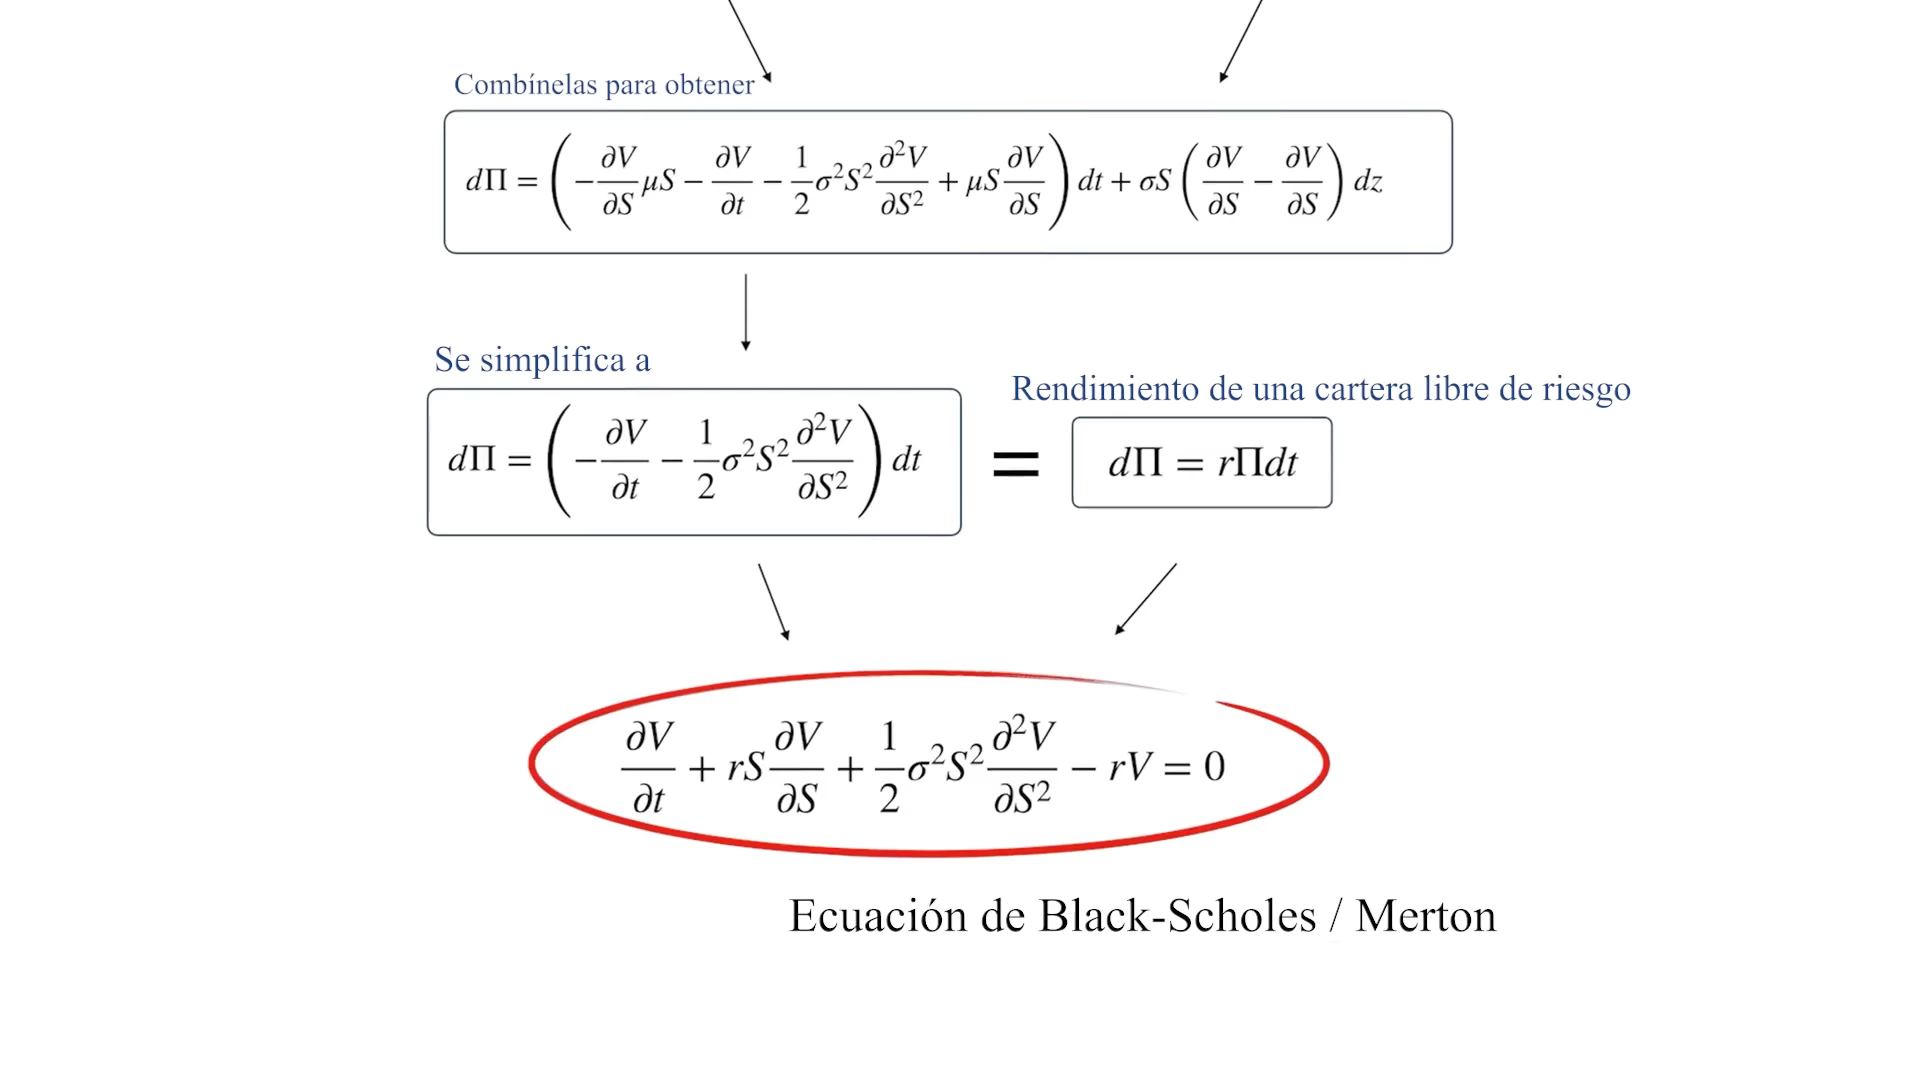 Combínelas para obtener
dΠ = (−∂V/∂S μS − ∂V/∂t − 1/2 σ²S² ∂²V/∂S² + μS ∂V/∂S) dt + σS (∂V/∂S − ∂V/∂S) dz
Se simplifica a
Rendimiento de una cartera libre de riesgo
dΠ = (−∂V/∂t − 1/2 σ²S² ∂²V/∂S²) dt = dΠ = rΠdt
∂V/∂t + rS ∂V/∂S + 1/2 σ²S² ∂²V/∂S² − rV = 0
Ecuación de Black-Scholes / Merton